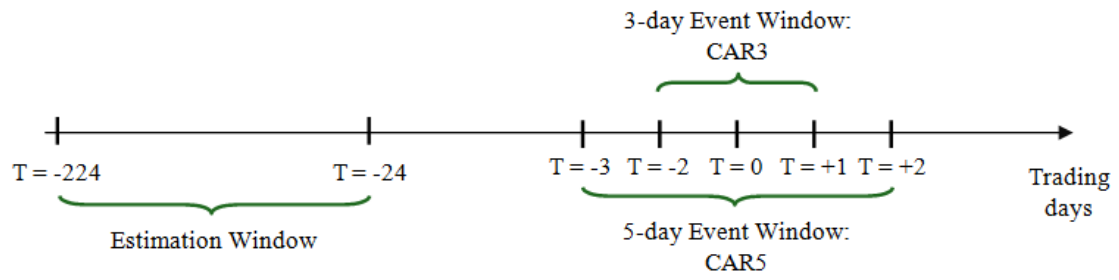 3-day Event Window:
CAR3
T = -224
T = -24
T = -3
T = -2
T = 0
T = +1
T = +2
Trading
days
Estimation Window
5-day Event Window:
CAR5